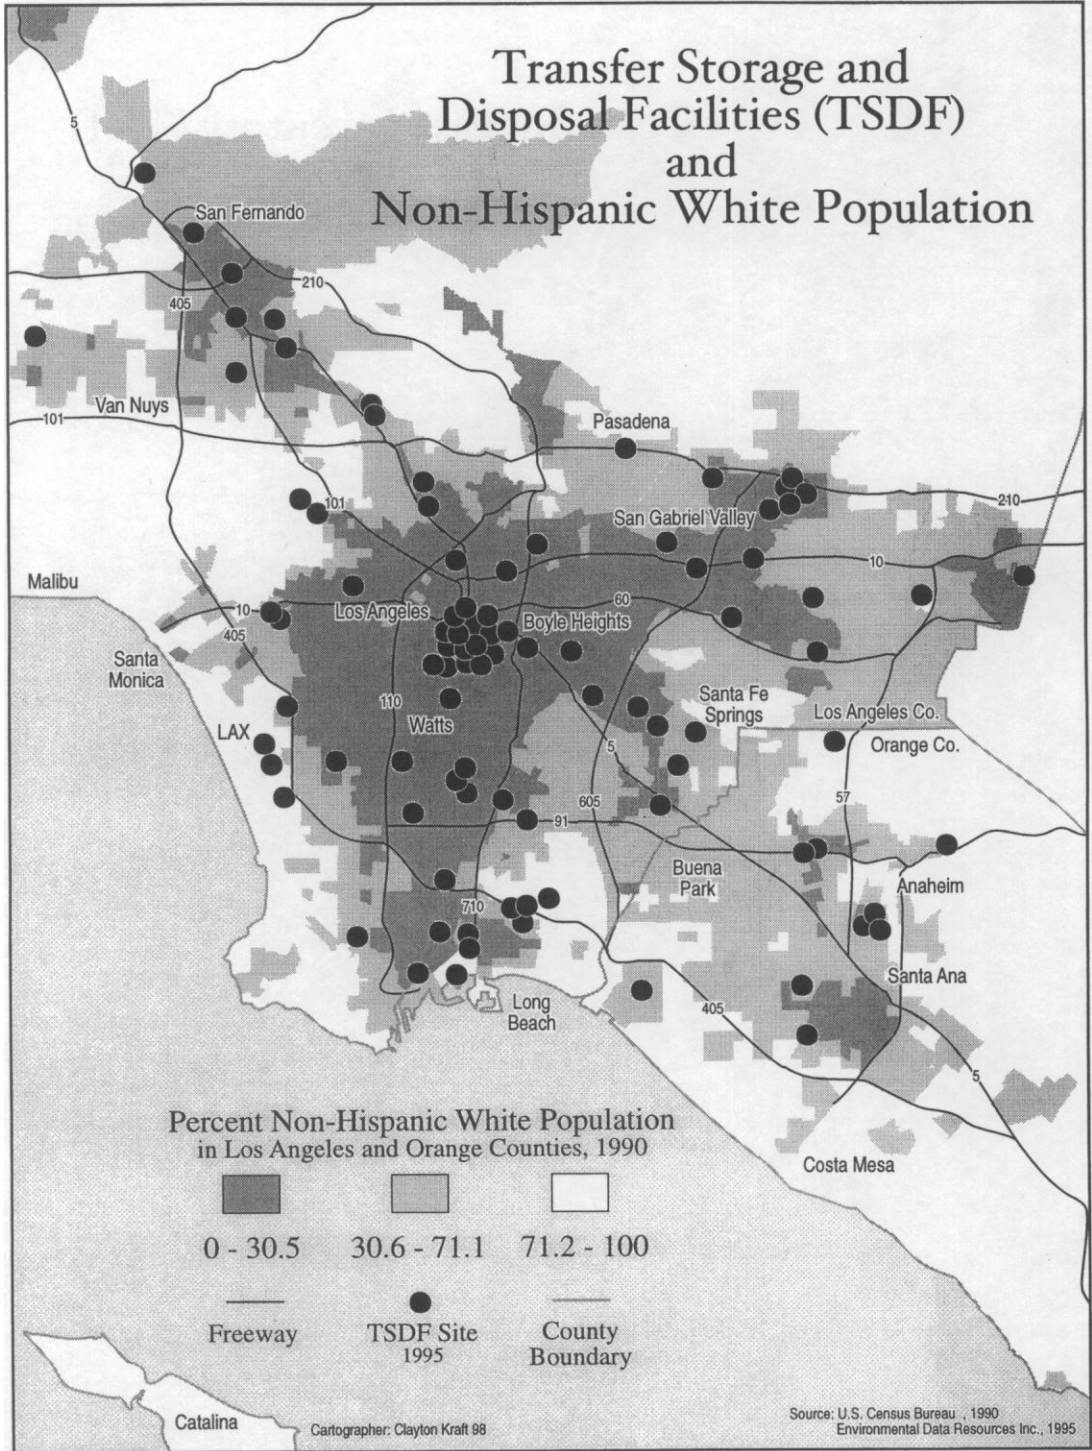 Transfer Storage and
Disposal Facilities (TSDF)
and
Non-Hispanic White Population
5
San Fernando
210
405
Van Nuys
101
Pasadena
101
210
San Gabriel Valley
Malibu
10
10
Los Angeles
60
Boyle Heights
405
Santa
Monica
110
Santa Fe
Springs
Los Angeles Co.
LAX
Watts
Orange Co.
5
57
605
91
Buena
Park
Anaheim
710
Santa Ana
Long
Beach
405
5
Costa Mesa
Percent Non-Hispanic White Population
in Los Angeles and Orange Counties, 1990
0 - 30.5 30.6 - 71.1 71.2 - 100
Freeway
TSDF Site
1995
County
Boundary
Catalina
Cartographer: Clayton Kraft 98
Source: U.S. Census Bureau , 1990
Environmental Data Resources Inc., 1995